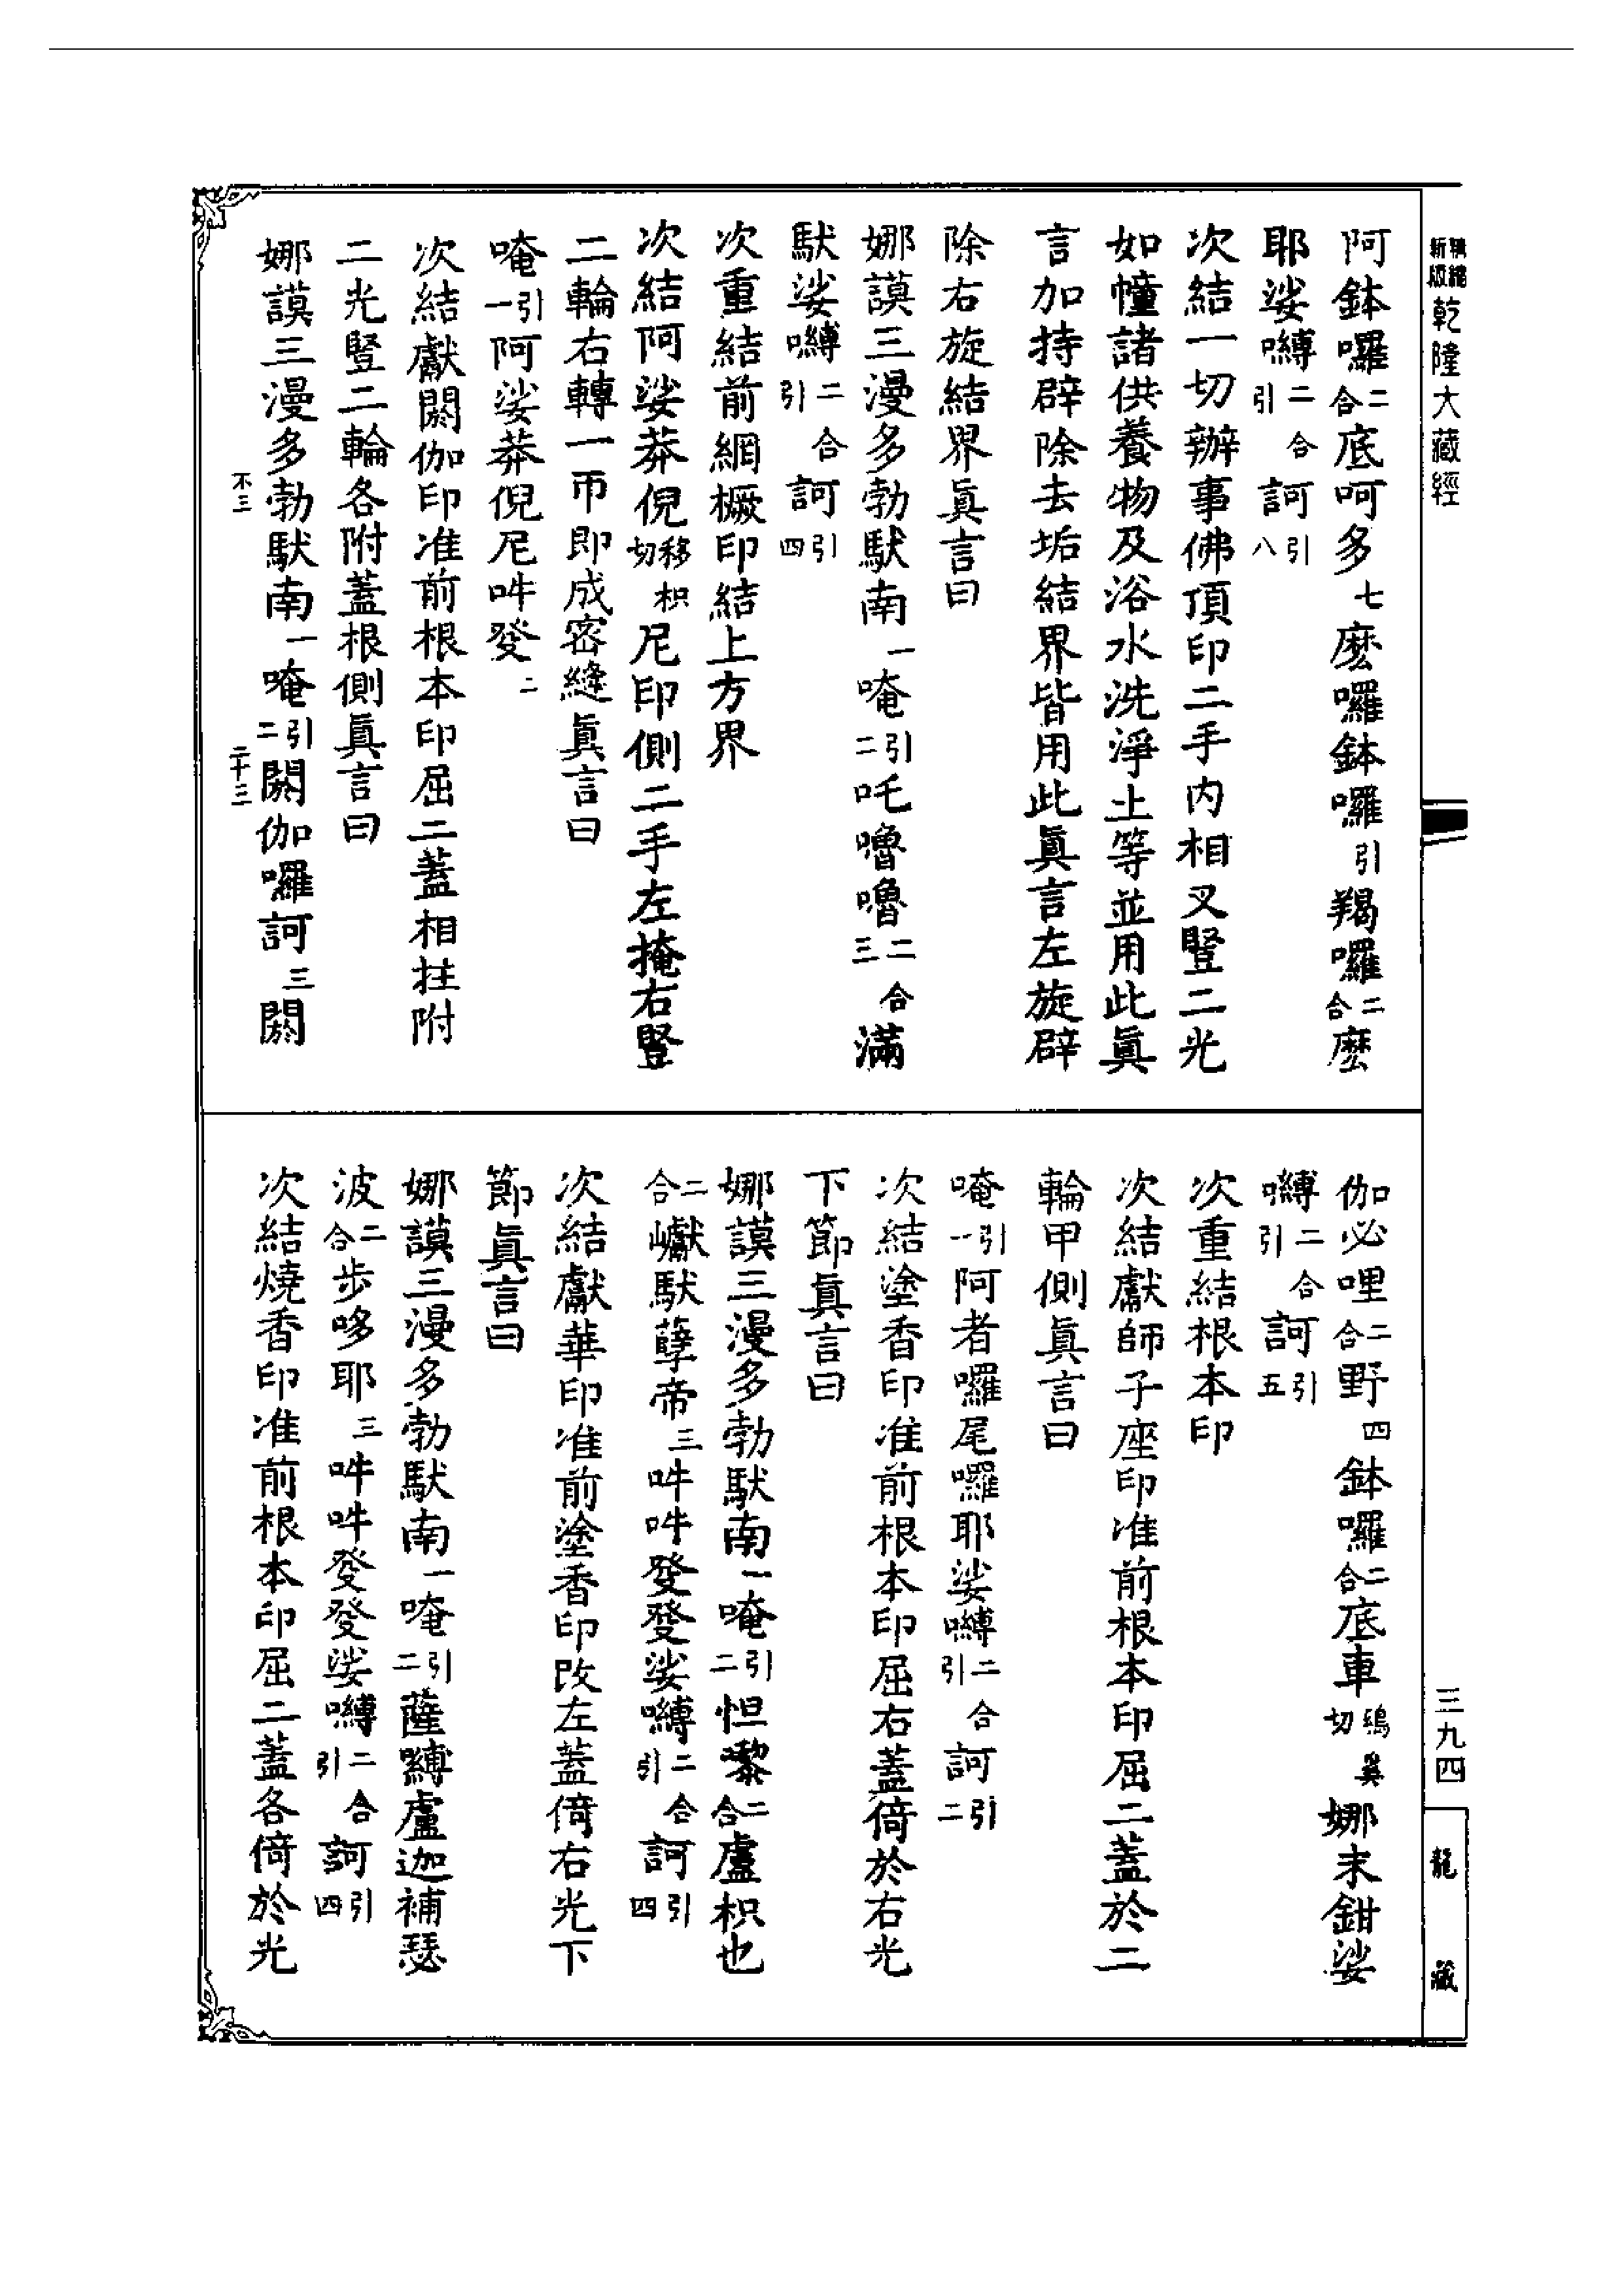 新版精縮乾隆大藏經
阿鉢囉二合底呵多七麽囉鉢囉引羯囉二合麽
耶娑嚩二合引訶引八
次結一切辦事佛頂印二手内相叉豎二光
如幢諸供養物及浴水洗淨土等並用此眞
言加持辟除去垢結界皆用此眞言左旋辟
除右旋結界眞言曰
娜謨三漫多勃馱南一唵引二吒嚕嚕二合三滿
馱娑嚩二合引訶引四
次重結前網橛印結上方界
次結阿娑莽倪移枳切尼印側二手左掩右豎
二輪右轉一帀即成密縫眞言曰
唵引一阿娑莽倪尼吽發二
次結獻閼伽印准前根本印屈二蓋相拄附
二光豎二輪各附蓋根側眞言曰
娜謨三漫多勃馱南一唵引二閼伽囉訶三閼
不三
二十三
伽必哩二合野四鉢囉二合底車切娜末鉗娑
嚩二合引訶引五
次重結根本印
次結獻師子座印准前根本印屈二蓋於二
輪甲側眞言曰
唵引一阿者囉尾囉耶娑嚩二合引訶引二
次結塗香印准前根本印屈右蓋倚於右光
下節眞言曰
娜謨三漫多勃馱南一唵引二怛嚟二合盧枳也
二合巘馱孽帝三吽吽發發娑嚩二合引訶引四
次結獻華印准前塗香印改左蓋倚右光下
節眞言曰
娜謨三漫多勃馱南一唵引二薩嚩盧迦補瑟
波二合步哆耶三吽吽發發娑嚩二合引訶引四
次結燒香印准前根本印屈二蓋各倚於光
三九四
龍藏